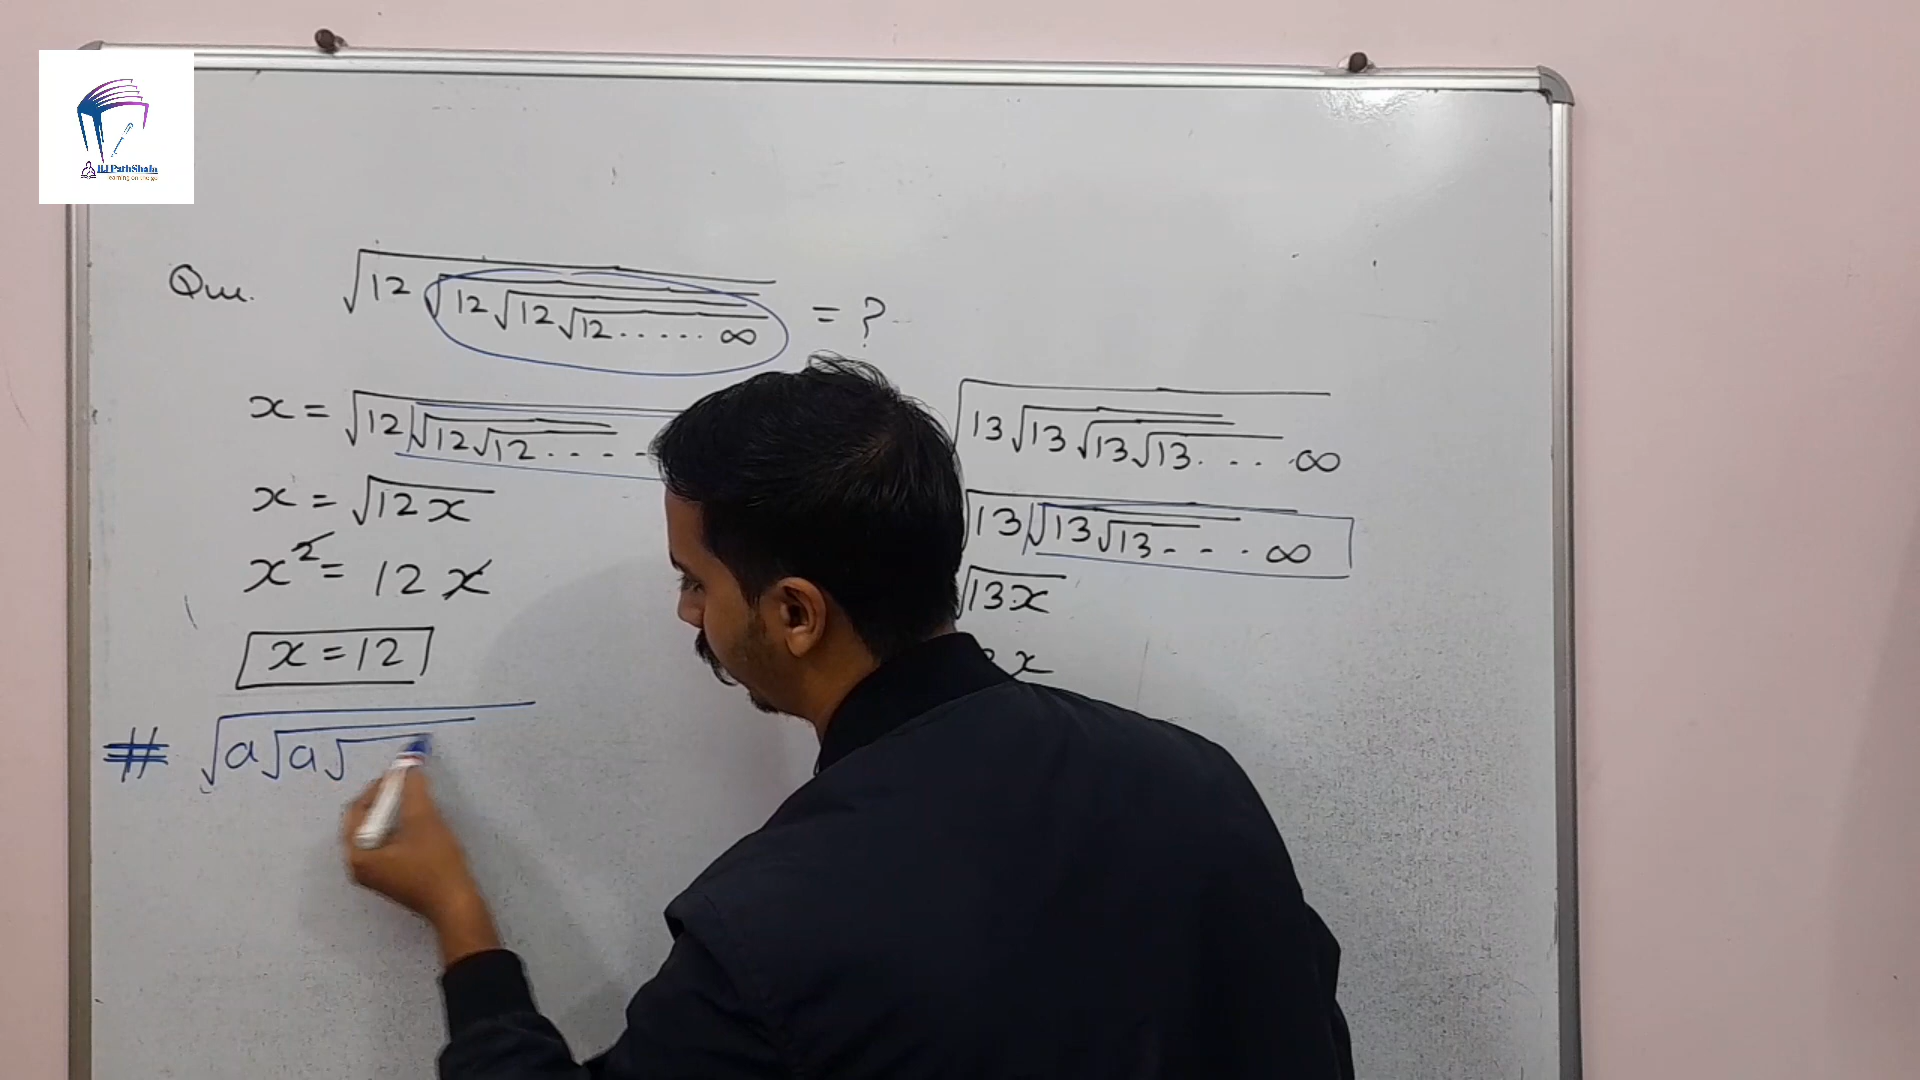 Que. √12√12√12√12.....∞ = ?
x = √12√12√12....
x = √12x
x² = 12x
x = 12
# √a√a√
√13√13√13√13....∞
√13√13√13---.∞
√13x
x